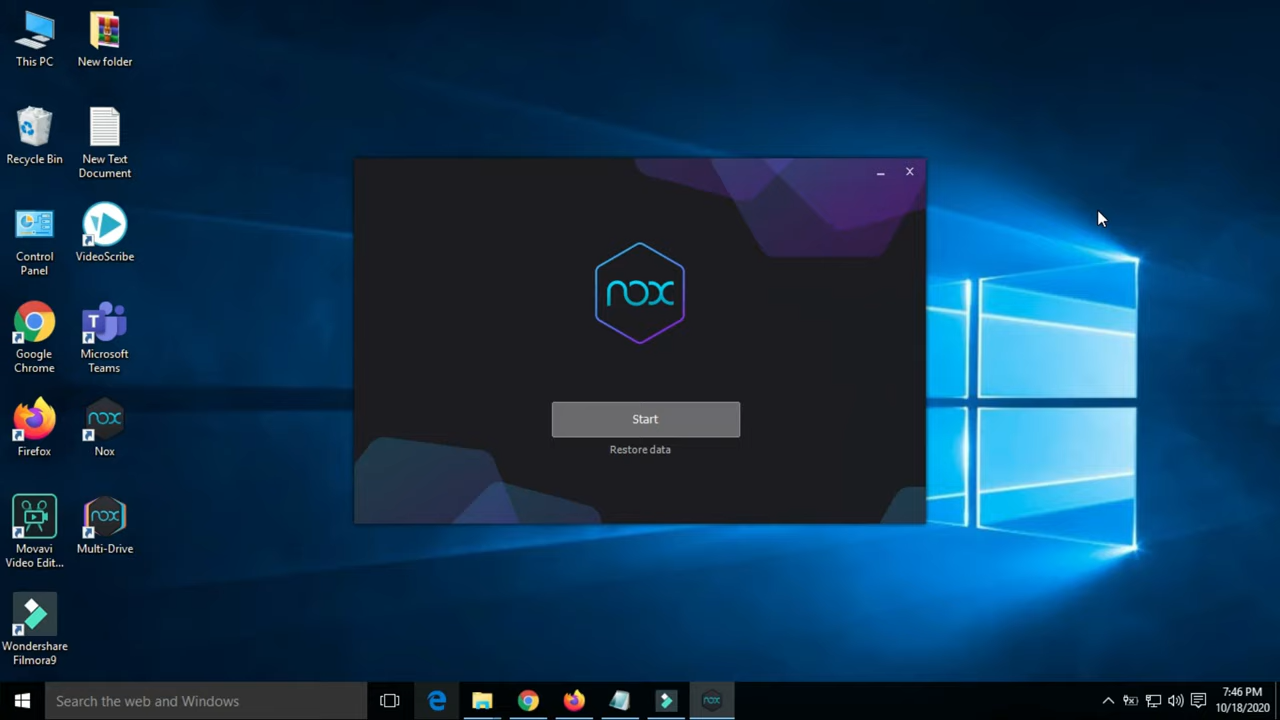 This PC
New folder
Recycle Bin
New Text
Document
Control
Panel
VideoScribe
Google
Chrome
Microsoft
Teams
Firefox
nox
Nox
Movavi
Video Edit...
nox
Multi-Drive
Wondershare
Filmora9
nox
Start
Restore data
Search the web and Windows
nox
7:46 PM
10/18/2020